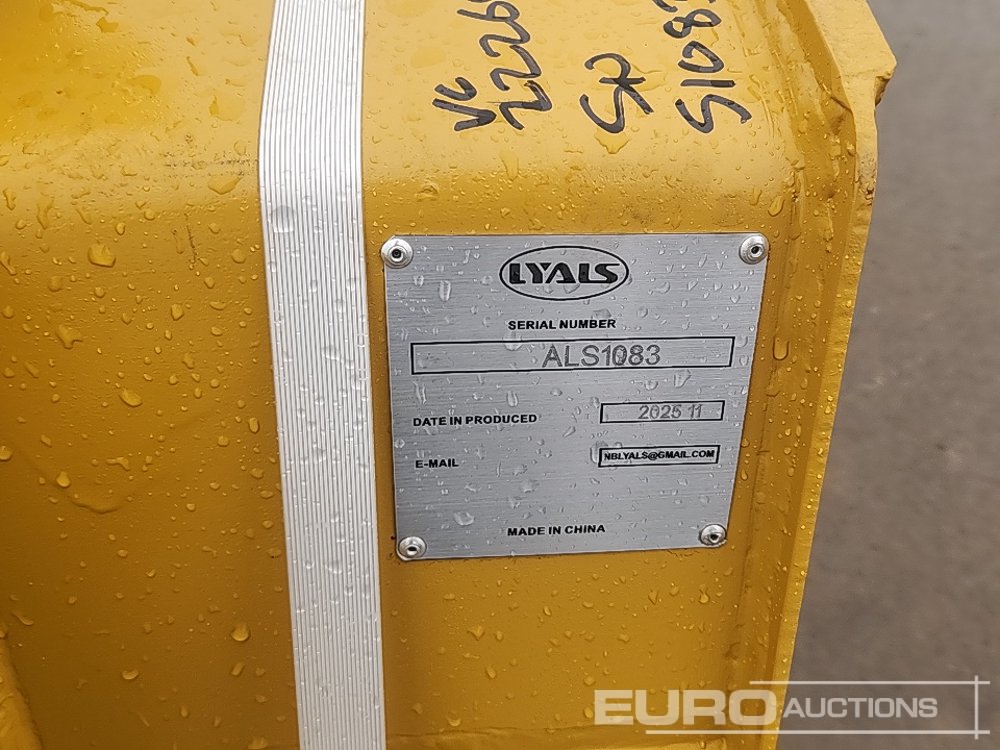 LYALS
SERIAL NUMBER
ALS1083
DATE IN PRODUCED 2025 11
E-MAIL NBLYALS@GMAIL.COM
MADE IN CHINA
EURO AUCTIONS